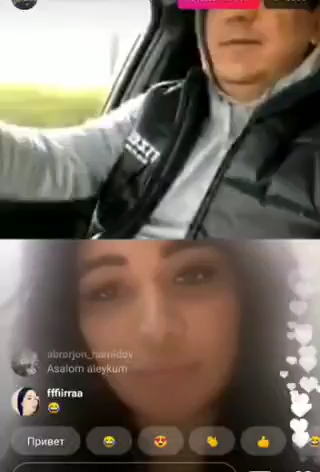 abrorjon_hamidov
Asalom aleykum
fffiirraa
😂
Привет 😂 😍 👏 👍